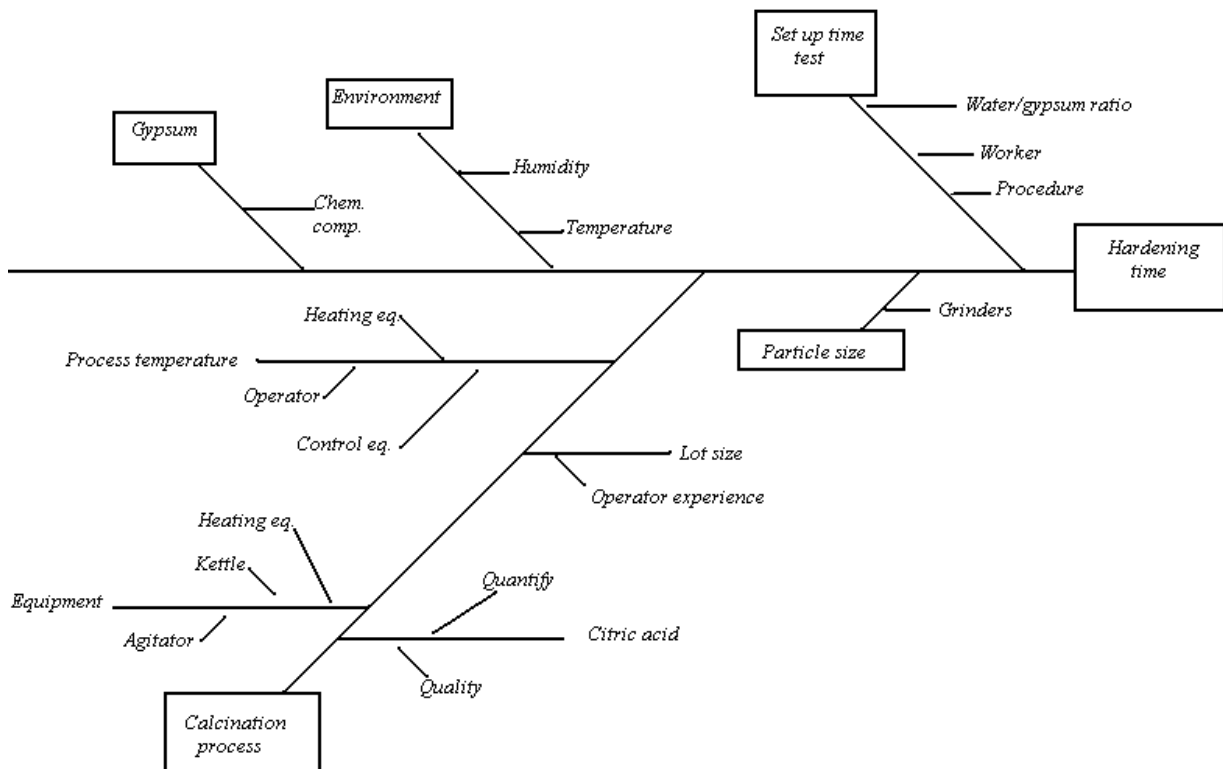 Set up time
test
Environment
Water/gypsum ratio
Gypsum
Worker
Humidity
Procedure
Chem.
comp.
Temperature
Hardening
time
Heating eq.
Grinders
Process temperature
Particle size
Operator
Control eq.
Lot size
Operator experience
Heating eq.
Kettle
Quantify
Equipment
Agitator
Citric acid
Quality
Calcination
process